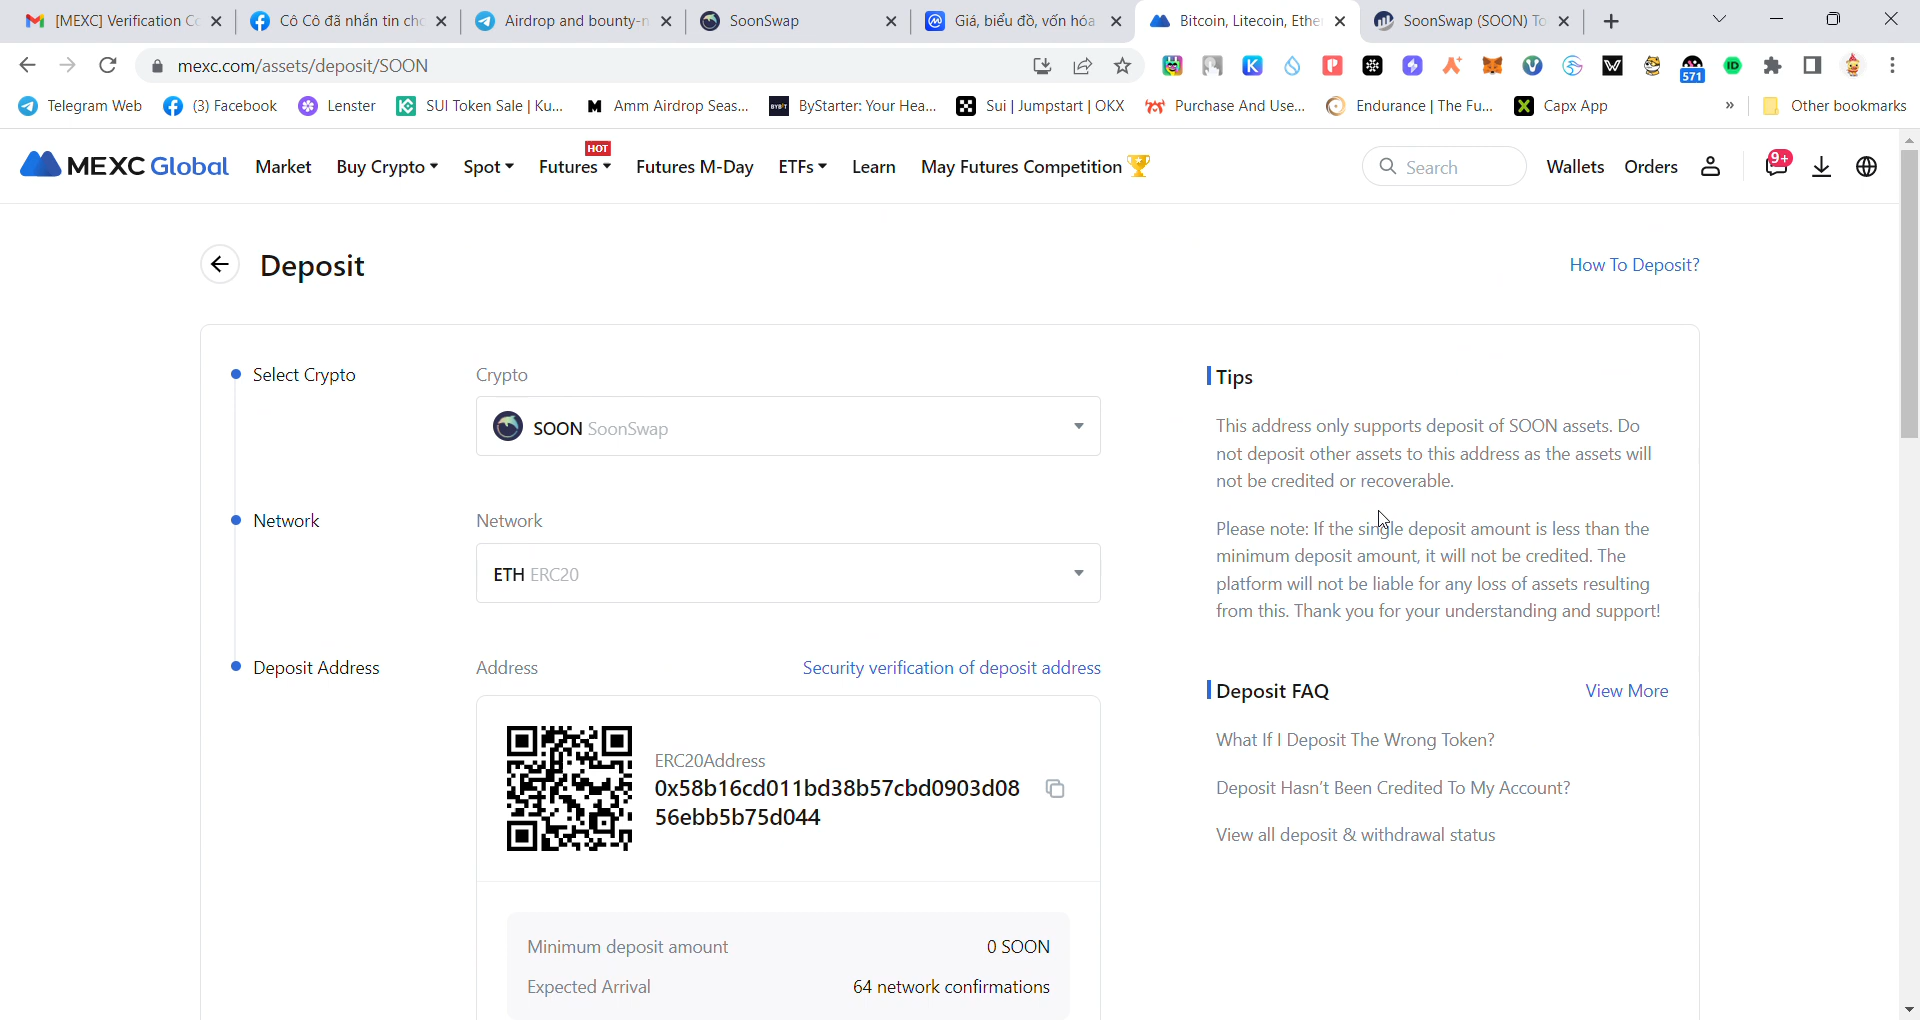 [MEXC] Verification C
Cô Cô đã nhắn tin ch
Airdrop and bounty-n
SoonSwap
Giá, biểu đồ, vốn hóa
Bitcoin, Litecoin, Ethe
SoonSwap (SOON) To
mexc.com/assets/deposit/SOON
571
ID
Telegram Web
(3) Facebook
Lenster
SUI Token Sale | Ku...
Amm Airdrop Seas...
ByStarter: Your Hea...
Sui | Jumpstart | OKX
Purchase And Use...
Endurance | The Fu...
Capx App
»
Other bookmarks
MEXC Global
Market
Buy Crypto
Spot
HOT
Futures
Futures M-Day
ETFs
Learn
May Futures Competition
Search
Wallets
Orders
9+
Deposit
How To Deposit?
Select Crypto
Crypto
SOON SoonSwap
Network
Network
ETH ERC20
Deposit Address
Address
Security verification of deposit address
ERC20Address
0x58b16cd011bd38b57cbd0903d08
56ebb5b75d044
Minimum deposit amount
0 SOON
Expected Arrival
64 network confirmations
Tips
This address only supports deposit of SOON assets. Do
not deposit other assets to this address as the assets will
not be credited or recoverable.
Please note: If the single deposit amount is less than the
minimum deposit amount, it will not be credited. The
platform will not be liable for any loss of assets resulting
from this. Thank you for your understanding and support!
Deposit FAQ
View More
What If I Deposit The Wrong Token?
Deposit Hasn't Been Credited To My Account?
View all deposit & withdrawal status